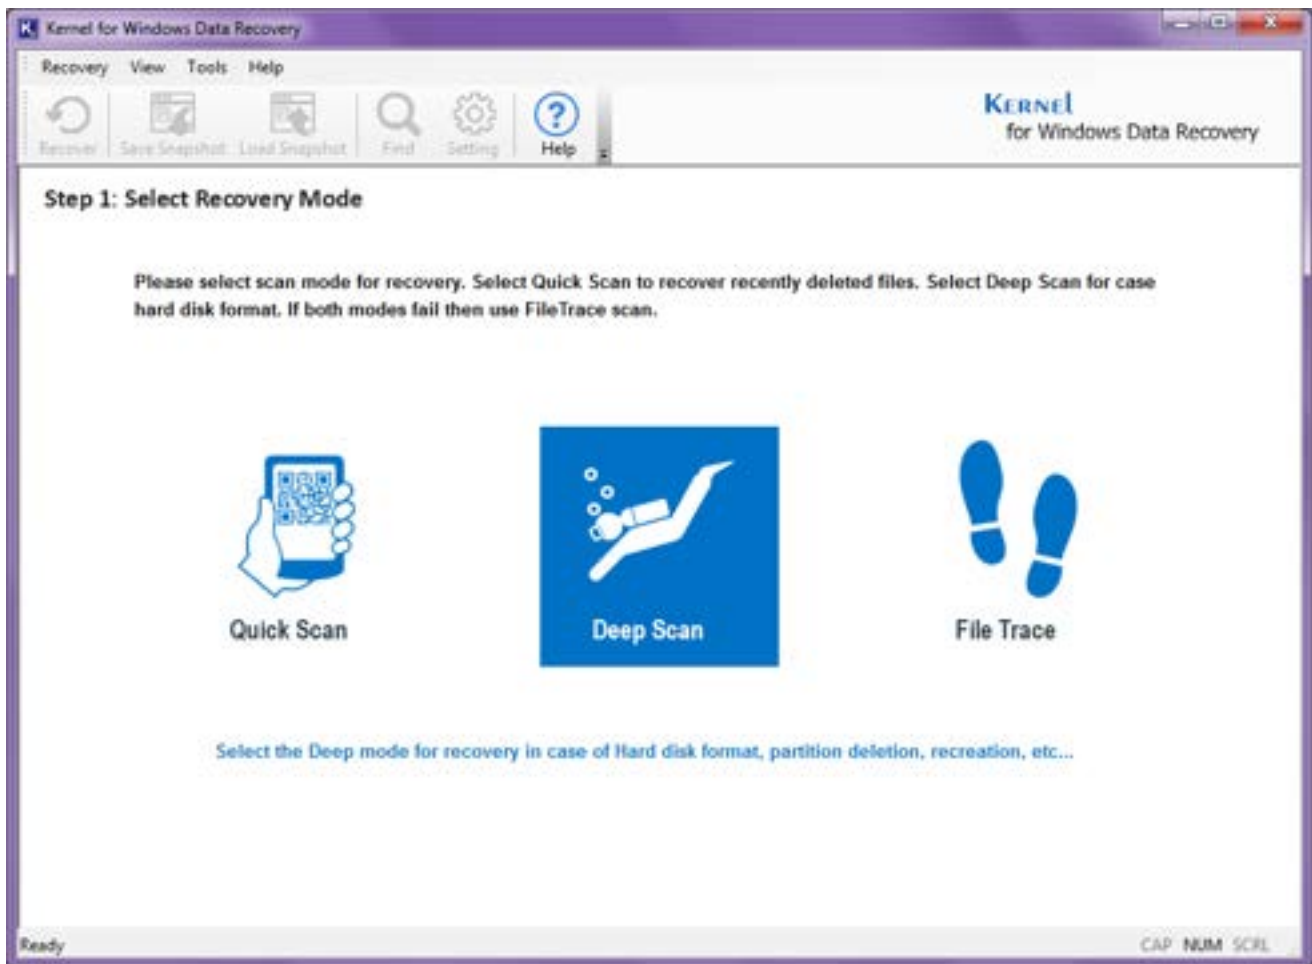 Kernel for Windows Data Recovery
Recovery View Tools Help
KERNEL
for Windows Data Recovery
Recover Save Snapshot Load Snapshot Find Setting Help
Step 1: Select Recovery Mode
Please select scan mode for recovery. Select Quick Scan to recover recently deleted files. Select Deep Scan for case
hard disk format. If both modes fail then use FileTrace scan.
Quick Scan Deep Scan File Trace
Select the Deep mode for recovery in case of Hard disk format, partition deletion, recreation, etc...
Ready CAP NUM SCRL